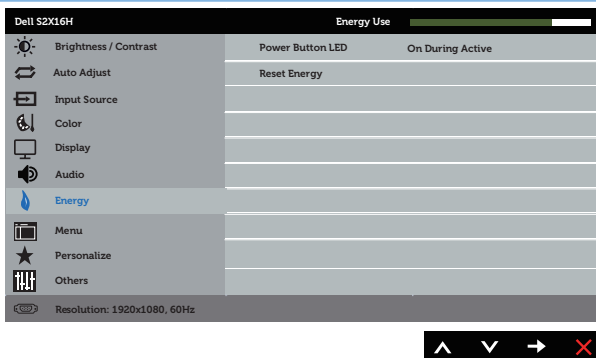 Dell S2X16H Energy Use
Brightness / Contrast Power Button LED On During Active
Auto Adjust Reset Energy
Input Source
Color
Display
Audio
Energy
Menu
Personalize
Others
Resolution: 1920x1080, 60Hz